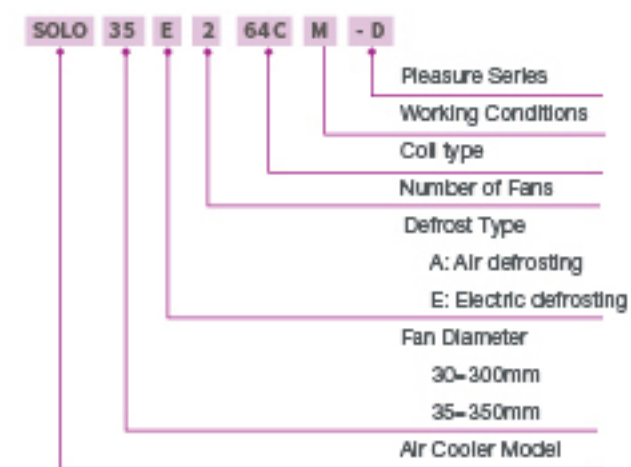 SOLO 35 E 2 64C M - D
Pleasure Series
Working Conditions
Coil type
Number of Fans
Defrost Type
A: Air defrosting
E: Electric defrosting
Fan Diameter
30-300mm
35-350mm
Air Cooler Model